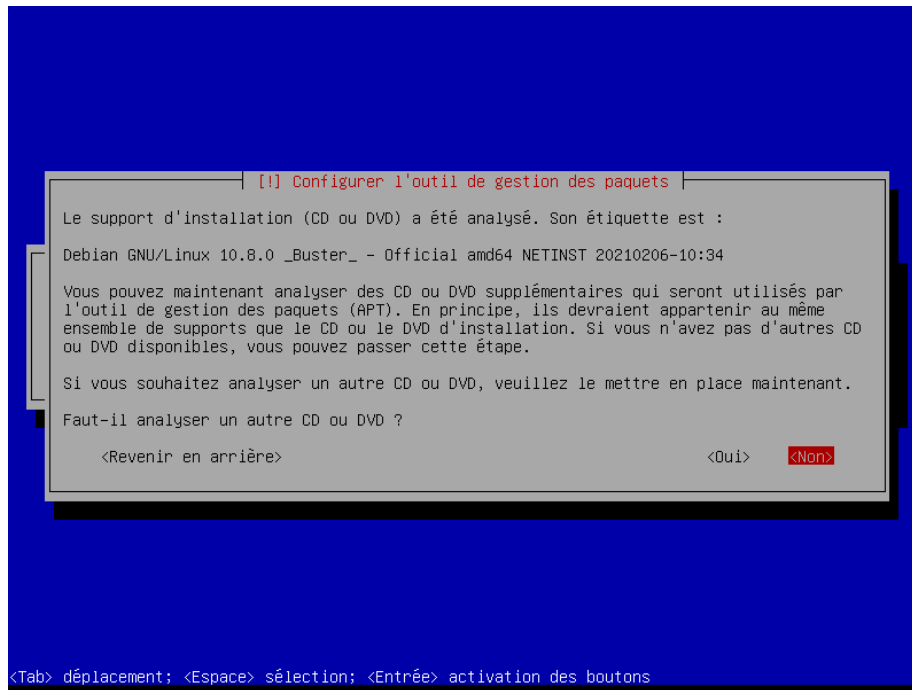 [!] Configurer l'outil de gestion des paquets
Le support d'installation (CD ou DVD) a été analysé. Son étiquette est :
Debian GNU/Linux 10.8.0 _Buster_ - Official amd64 NETINST 20210206-10:34
Vous pouvez maintenant analyser des CD ou DVD supplémentaires qui seront utilisés par
l'outil de gestion des paquets (APT). En principe, ils devraient appartenir au même
ensemble de supports que le CD ou le DVD d'installation. Si vous n'avez pas d'autres CD
ou DVD disponibles, vous pouvez passer cette étape.
Si vous souhaitez analyser un autre CD ou DVD, veuillez le mettre en place maintenant.
Faut-il analyser un autre CD ou DVD ?
<Revenir en arrière> <Oui> <Non>
<Tab> déplacement; <Espace> sélection; <Entrée> activation des boutons